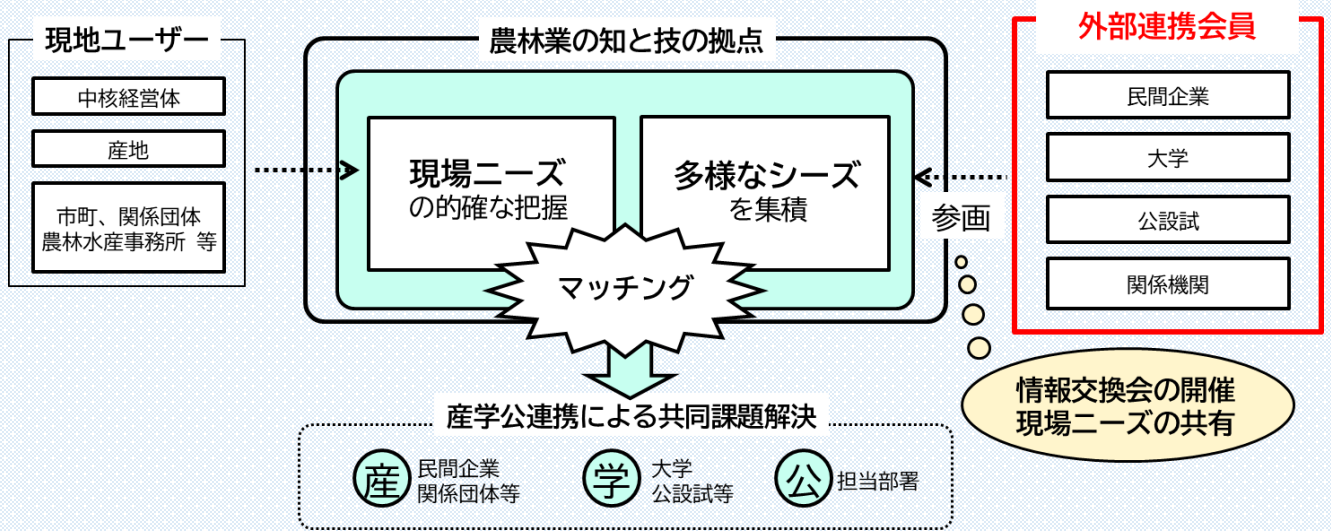 現地ユーザー
中核経営体
産地
市町、関係団体
農林水産事務所 等
農林業の知と技の拠点
現場ニーズ
の的確な把握
多様なシーズ
を集積
マッチング
参画
外部連携会員
民間企業
大学
公設試
関係機関
情報交換会の開催
現場ニーズの共有
産学公連携による共同課題解決
産
民間企業
関係団体等
学
大学
公設試等
公
担当部署